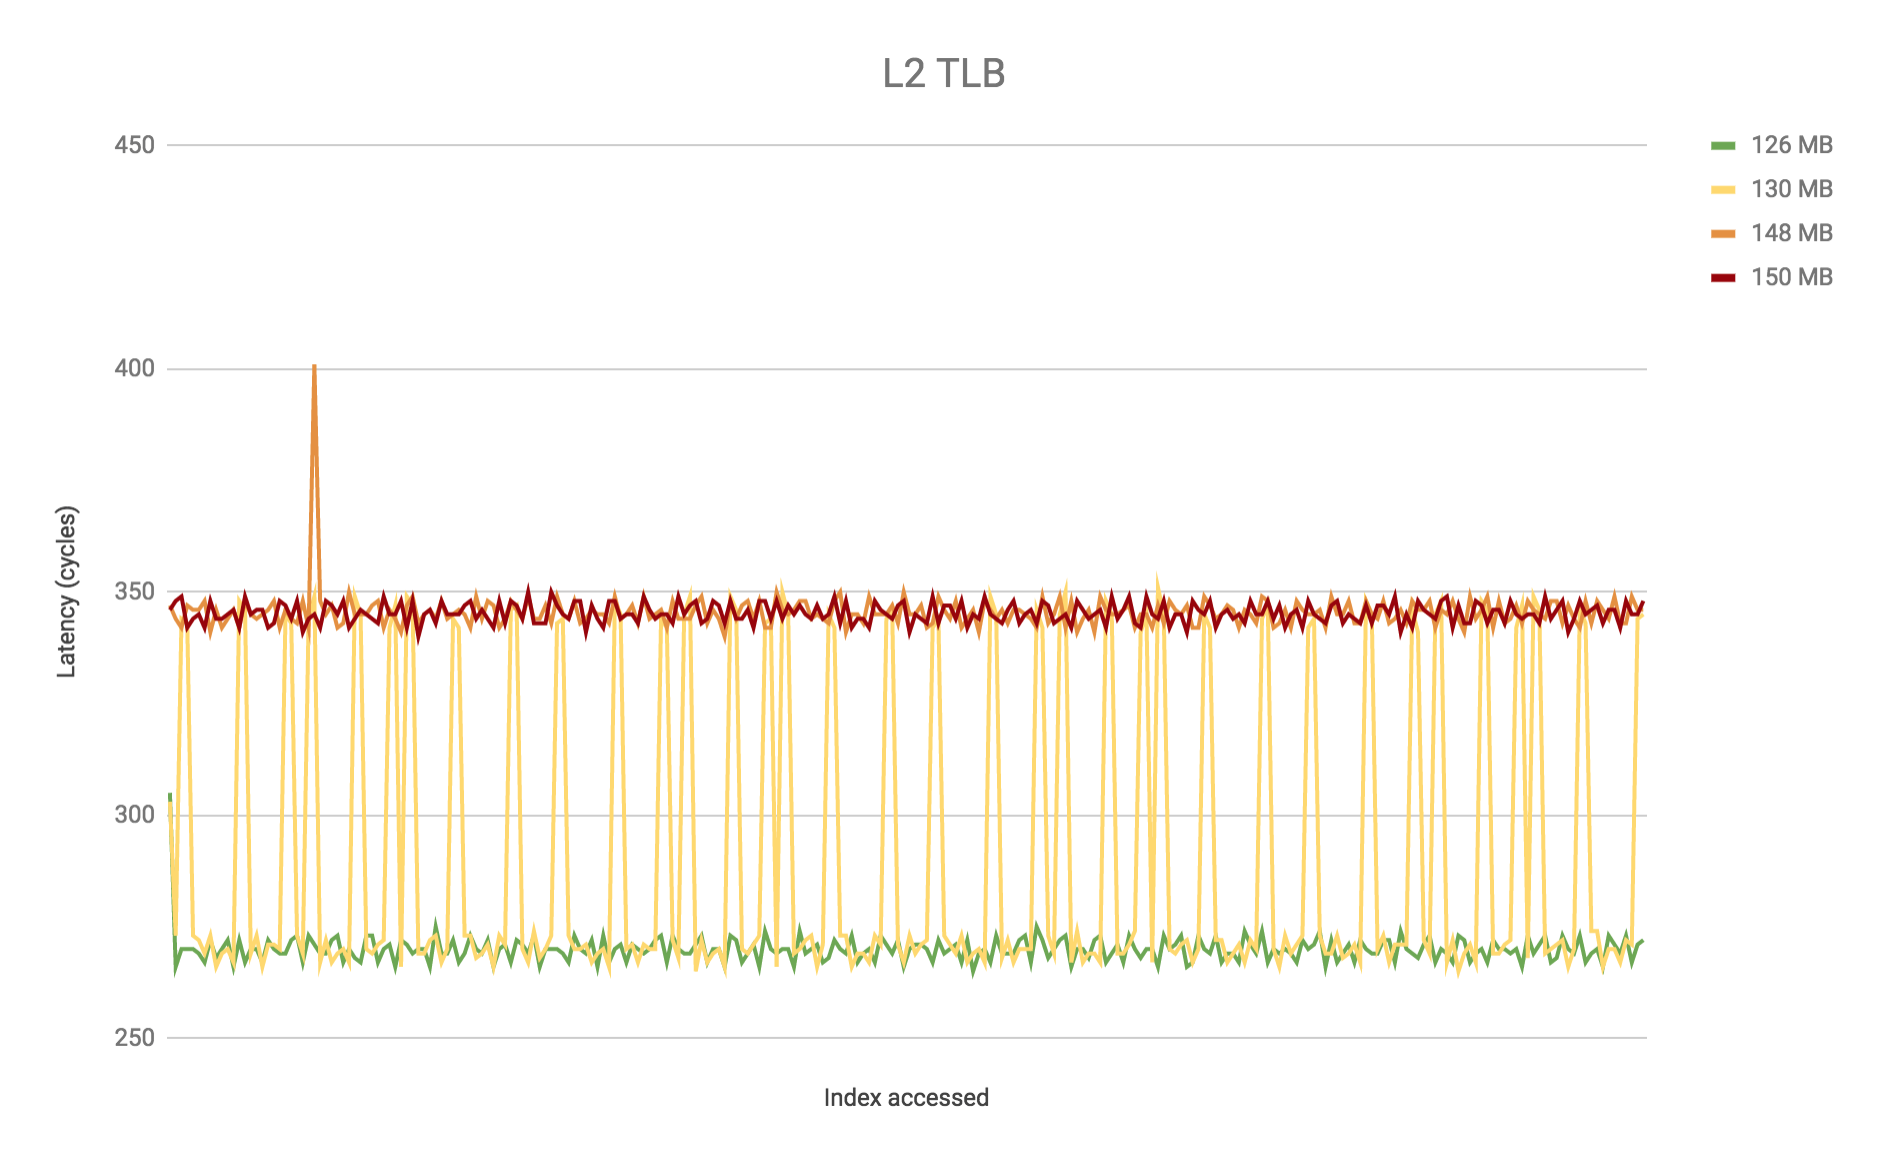 L2 TLB
450
400
350
300
250
Latency (cycles)
Index accessed
126 MB
130 MB
148 MB
150 MB